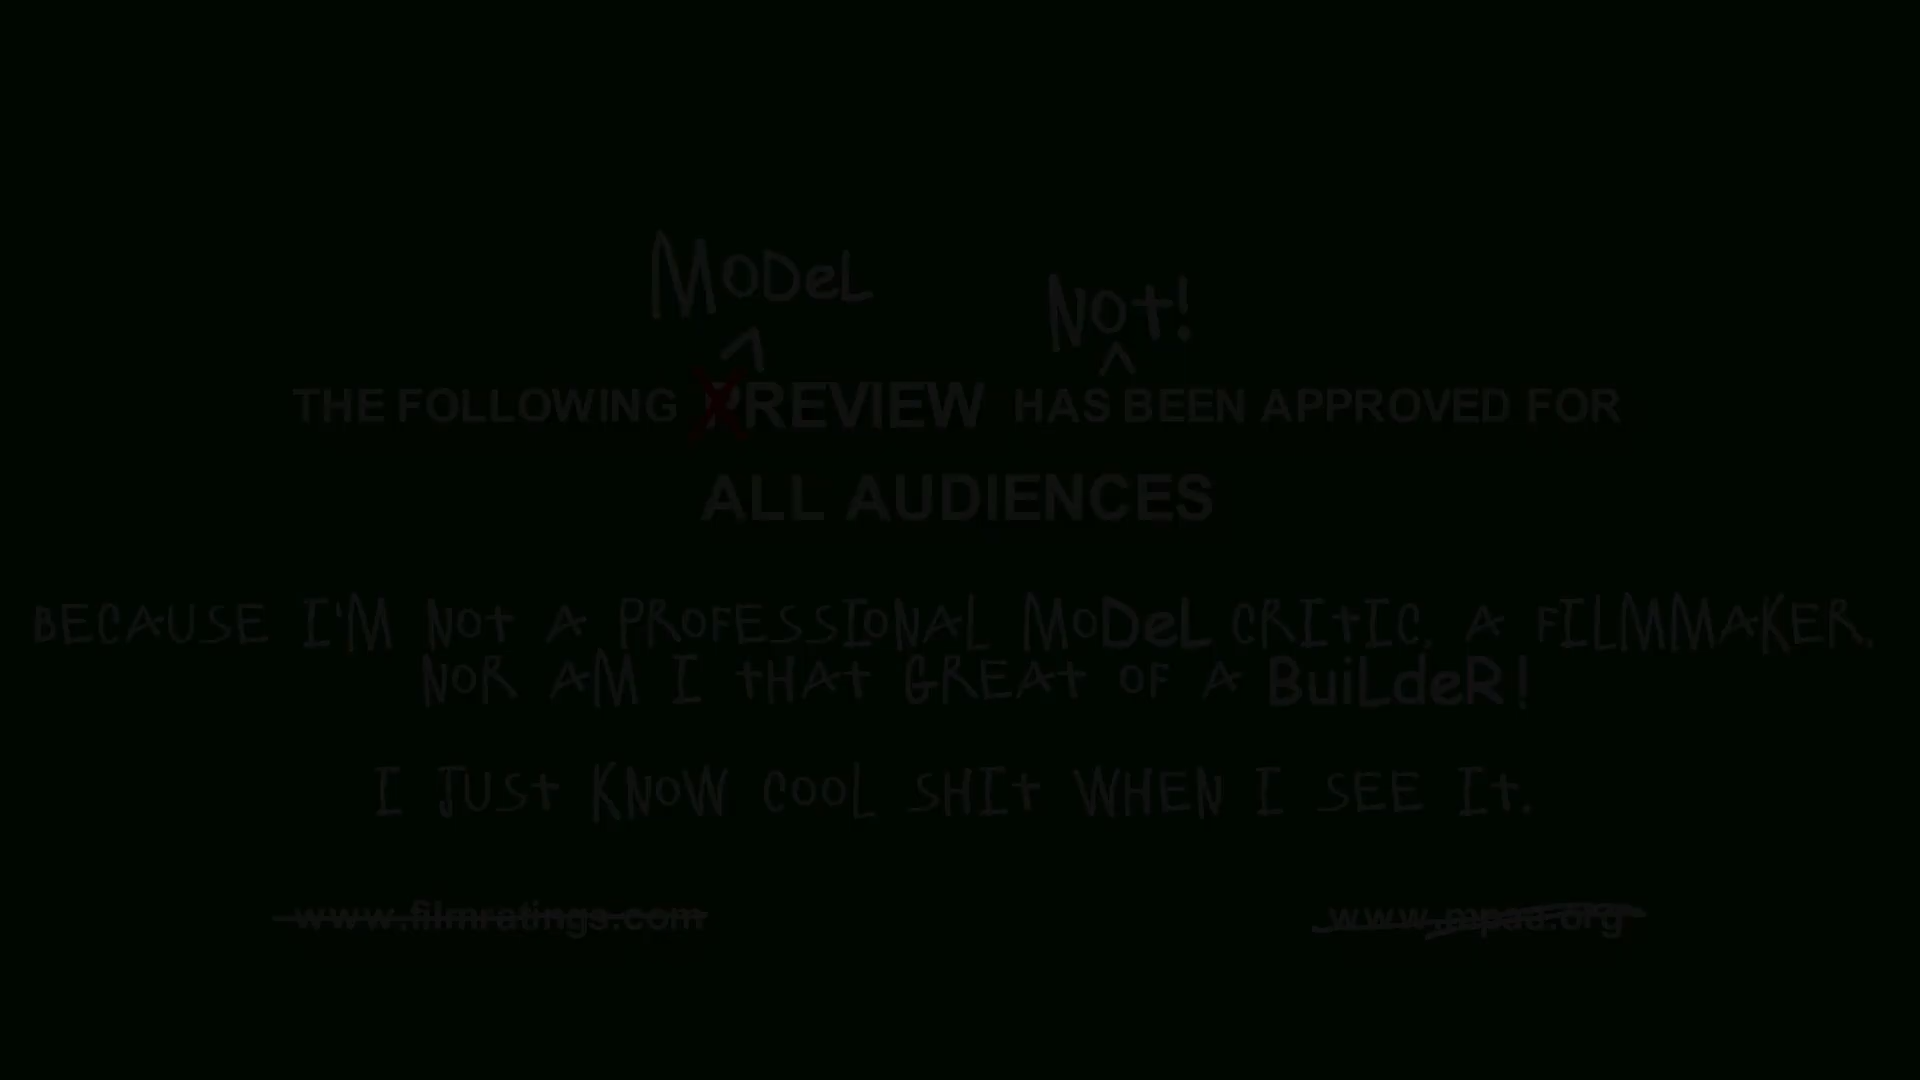 MoDeL NOt!
^ ^
THE FOLLOWING PREVIEW HAS BEEN APPROVED FOR
ALL AUDIENCES
BECAUSE I'M NOt A PROFESSIONAL MoDeL CRItIC, A FILMMAKER,
NOR AM I tHAt GREAt OF A BuiLdeR!
I JUSt KNOW COOL SHIt WHEN I SEE It.
www.filmratings.com www.mpaa.org